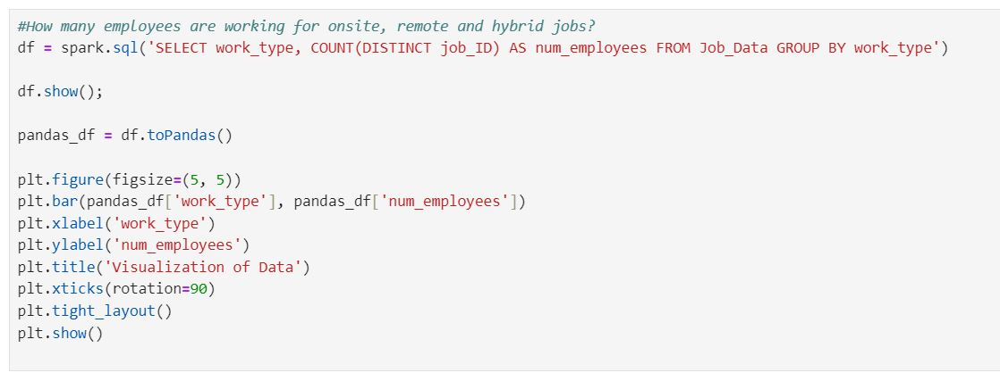 #How many employees are working for onsite, remote and hybrid jobs?
df = spark.sql('SELECT work_type, COUNT(DISTINCT job_ID) AS num_employees FROM Job_Data GROUP BY work_type')
df.show();
pandas_df = df.toPandas()
plt.figure(figsize=(5, 5))
plt.bar(pandas_df['work_type'], pandas_df['num_employees'])
plt.xlabel('work_type')
plt.ylabel('num_employees')
plt.title('Visualization of Data')
plt.xticks(rotation=90)
plt.tight_layout()
plt.show()